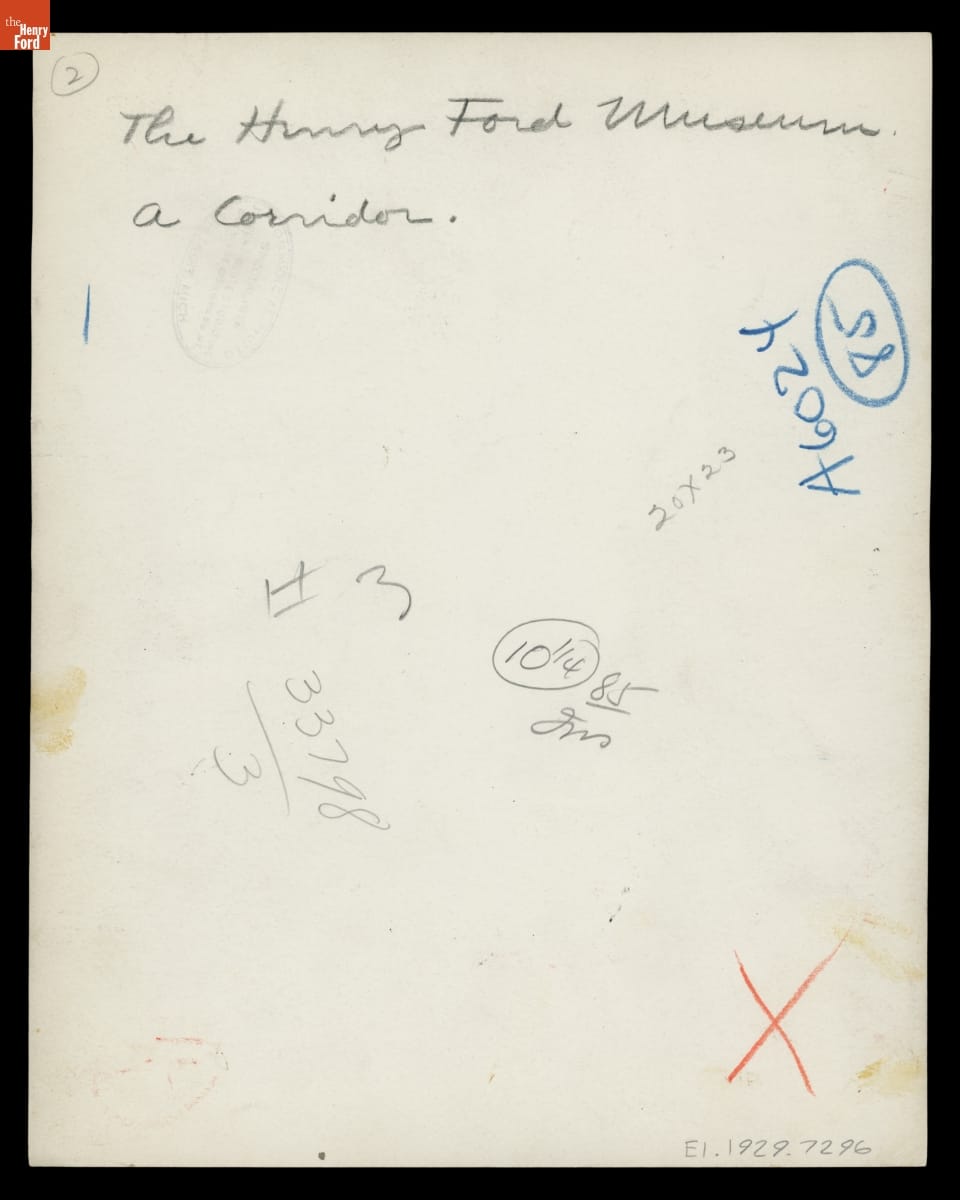 the
Henry
Ford
2
The Henry Ford Museum.
a Corridor.
58
A6024
20X23
H 3
10 1/4
85
33798
3
X
EI.1929.7296